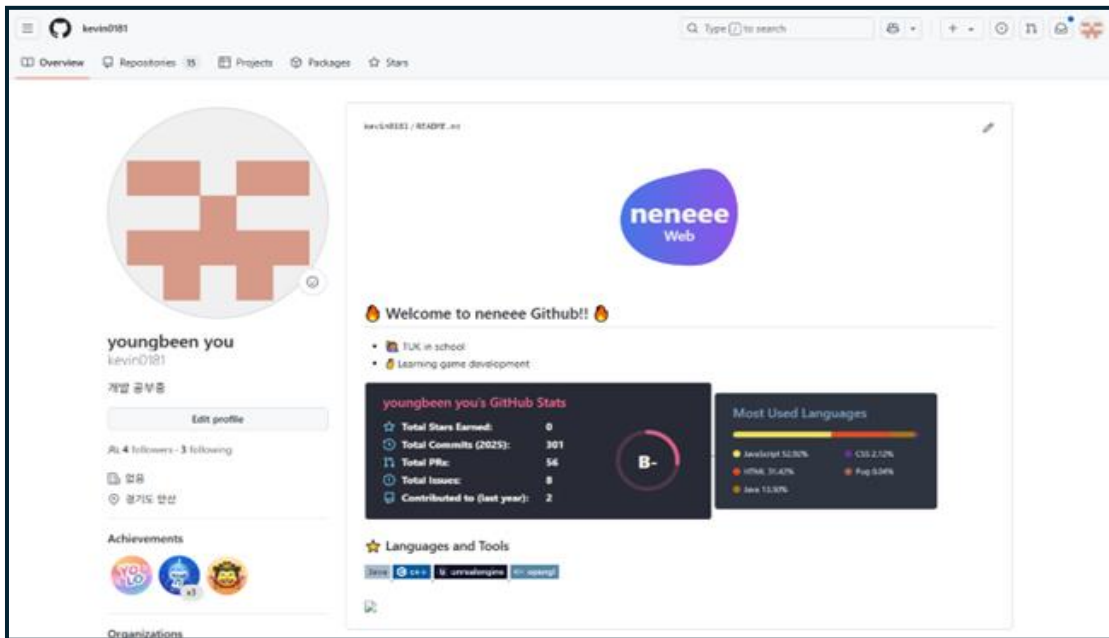 kevin0181
Type / to search
Overview
Repositories 15
Projects
Packages
Stars
kevin0181 / README.md
neneee
Web
Welcome to neneee Github!!
TUK in school
Learning game development
youngbeen you
kevin0181
개발 공부중
Edit profile
4 followers · 3 following
없음
경기도 안산
Achievements
YOLO
x3
Organizations
youngbeen you's GitHub Stats
Total Stars Earned: 0
Total Commits (2025): 301
Total PRs: 56
Total Issues: 8
Contributed to (last year): 2
B-
Most Used Languages
JavaScript 52.92%
CSS 2.12%
HTML 31.42%
Pug 0.04%
Java 13.50%
Languages and Tools
Java
C++
unrealengine
opengl